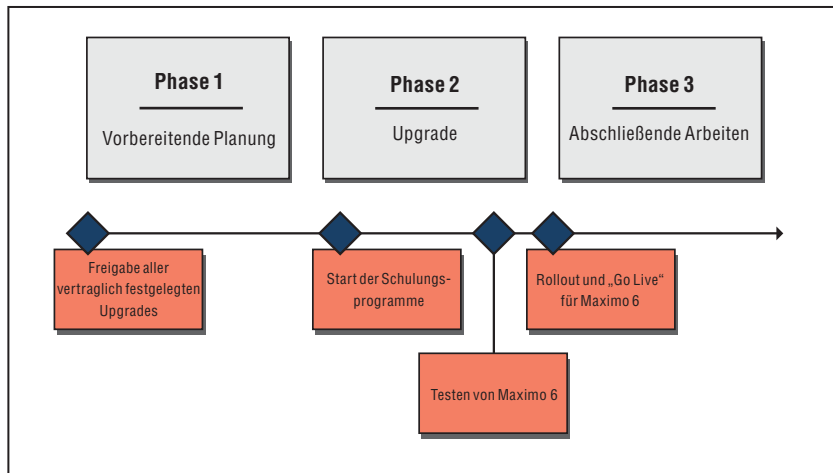 Phase 1
Vorbereitende Planung
Phase 2
Upgrade
Phase 3
Abschließende Arbeiten
Freigabe aller
vertraglich festgelegten
Upgrades
Start der Schulungs-
programme
Testen von Maximo 6
Rollout und „Go Live“
für Maximo 6